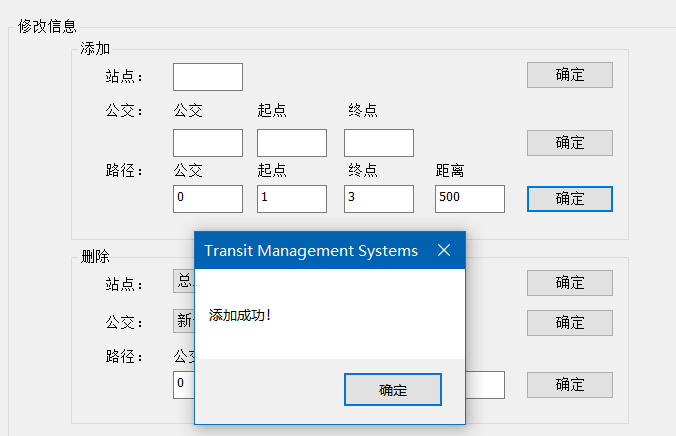 修改信息
添加
站点： 确定
公交： 公交 起点 终点
确定
路径： 公交 起点 终点 距离
0 1 3 500 确定
Transit Management Systems
删除
站点： 确定
添加成功!
公交： 新 确定
路径：
0 确定
确定